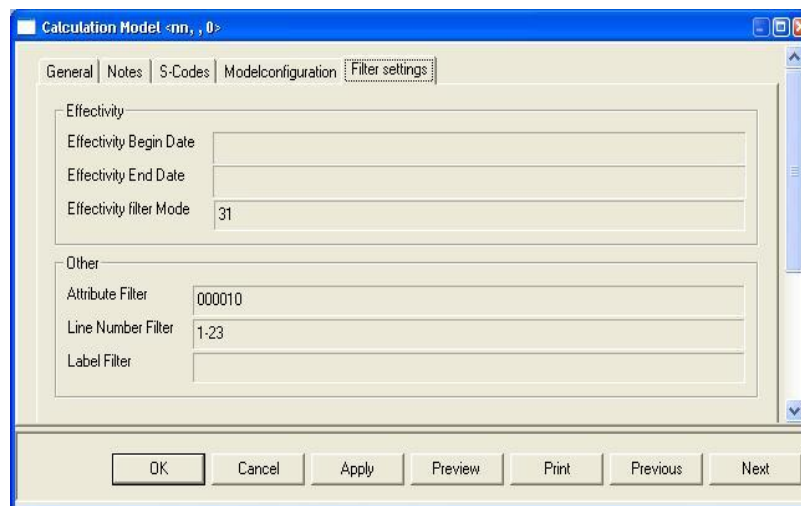 Calculation Model <nn, , 0>
General Notes S-Codes Modelconfiguration Filter settings
Effectivity
Effectivity Begin Date
Effectivity End Date
Effectivity filter Mode 31
Other
Attribute Filter 000010
Line Number Filter 1-23
Label Filter
OK Cancel Apply Preview Print Previous Next